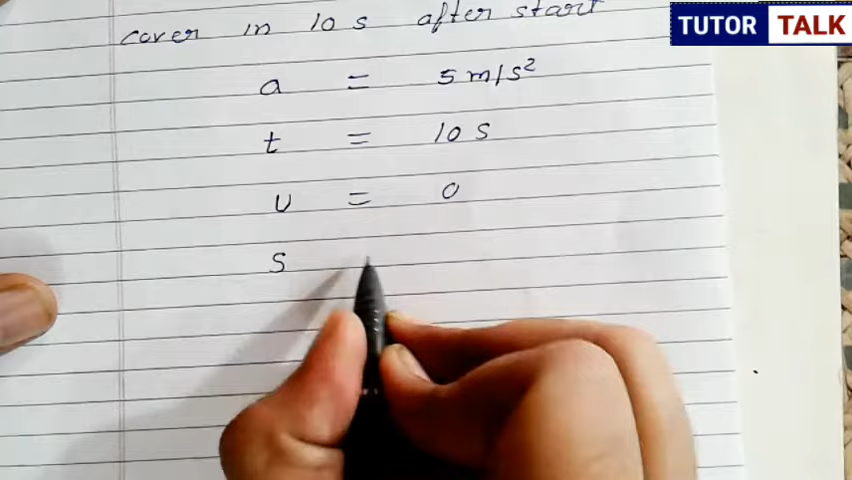 TUTOR TALK
cover in 10 s after start
a = 5 m/s²
t = 10 s
u = 0
s